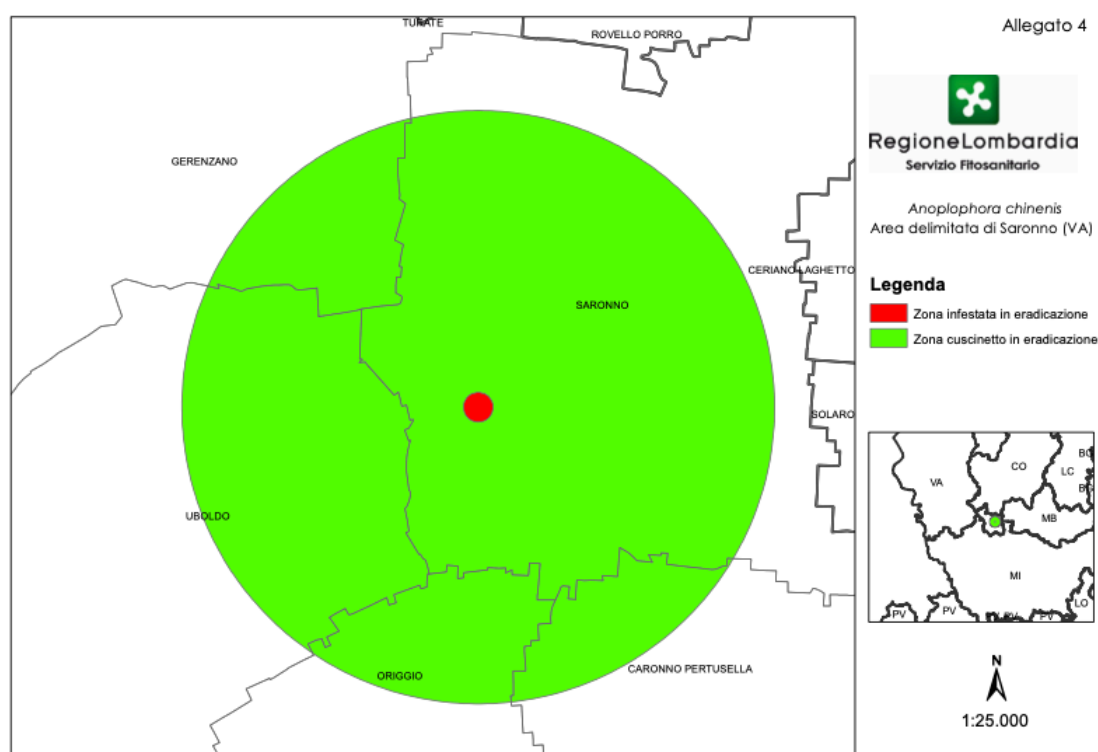 TURATE
ROVELLO PORRO
GERENZANO
CERIANO LAGHETTO
SARONNO
SOLARO
UBOLDO
ORIGGIO
CARONNO PERTUSELLA
Allegato 4
RegioneLombardia
Servizio Fitosanitario
Anoplophora chinenis
Area delimitata di Saronno (VA)
Legenda
Zona infestata in eradicazione
Zona cuscinetto in eradicazione
CO
LC
VA
MB
MI
LO
PV
PV
PV
PV
N
1:25.000